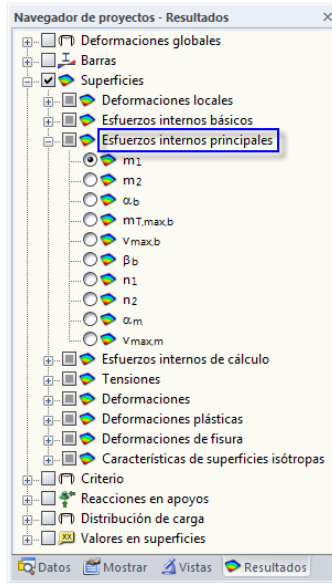 Navegador de proyectos - Resultados
Deformaciones globales
Barras
Superficies
Deformaciones locales
Esfuerzos internos básicos
Esfuerzos internos principales
m1
m2
αb
mT,max,b
vmax,b
βb
n1
n2
αm
vmax,m
Esfuerzos internos de cálculo
Tensiones
Deformaciones
Deformaciones plásticas
Deformaciones de fisura
Características de superficies isótropas
Criterio
Reacciones en apoyos
Distribución de carga
xx Valores en superficies
Datos Mostrar Vistas Resultados